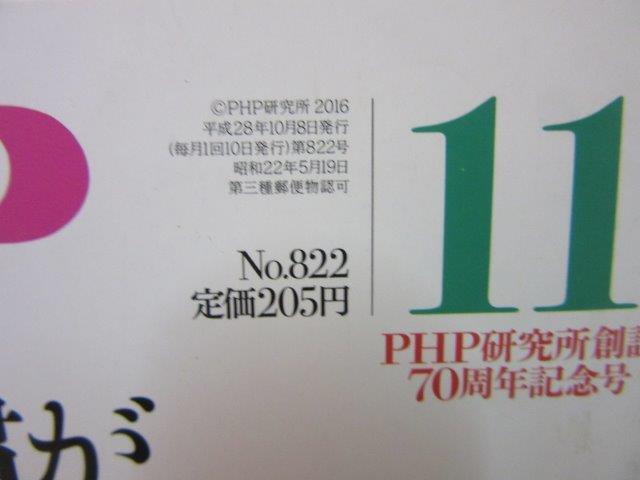 ©PHP研究所 2016
平成28年10月8日発行
(毎月1回10日発行)第822号
昭和22年5月19日
第三種郵便物認可
No.822
定価205円
11
PHP研究所創設
70周年記念号
が